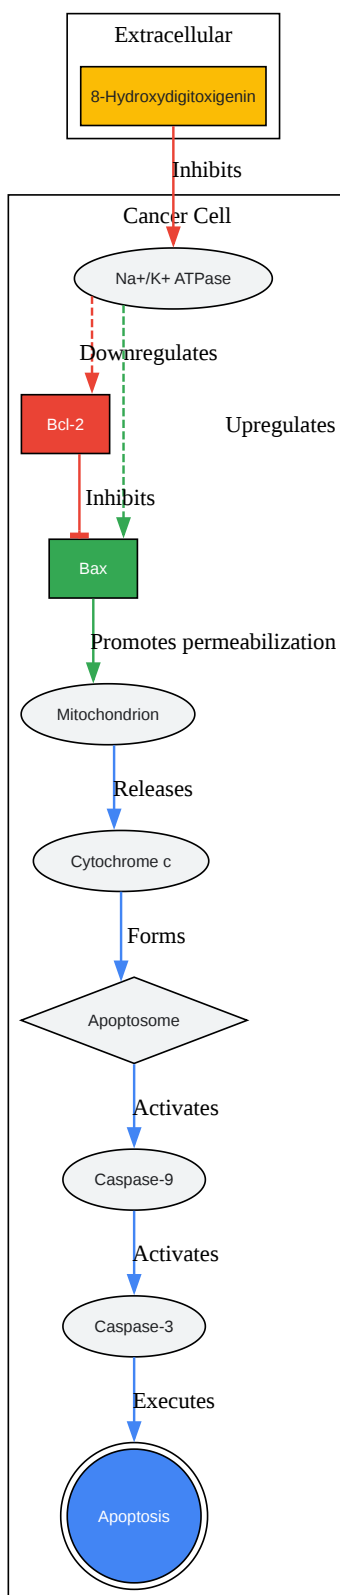 Extracellular
8-Hydroxydigitoxigenin
Inhibits
Cancer Cell
Na+/K+ ATPase
Downregulates
Bcl-2
Upregulates
Inhibits
Bax
Promotes permeabilization
Mitochondrion
Releases
Cytochrome c
Forms
Apoptosome
Activates
Caspase-9
Activates
Caspase-3
Executes
Apoptosis